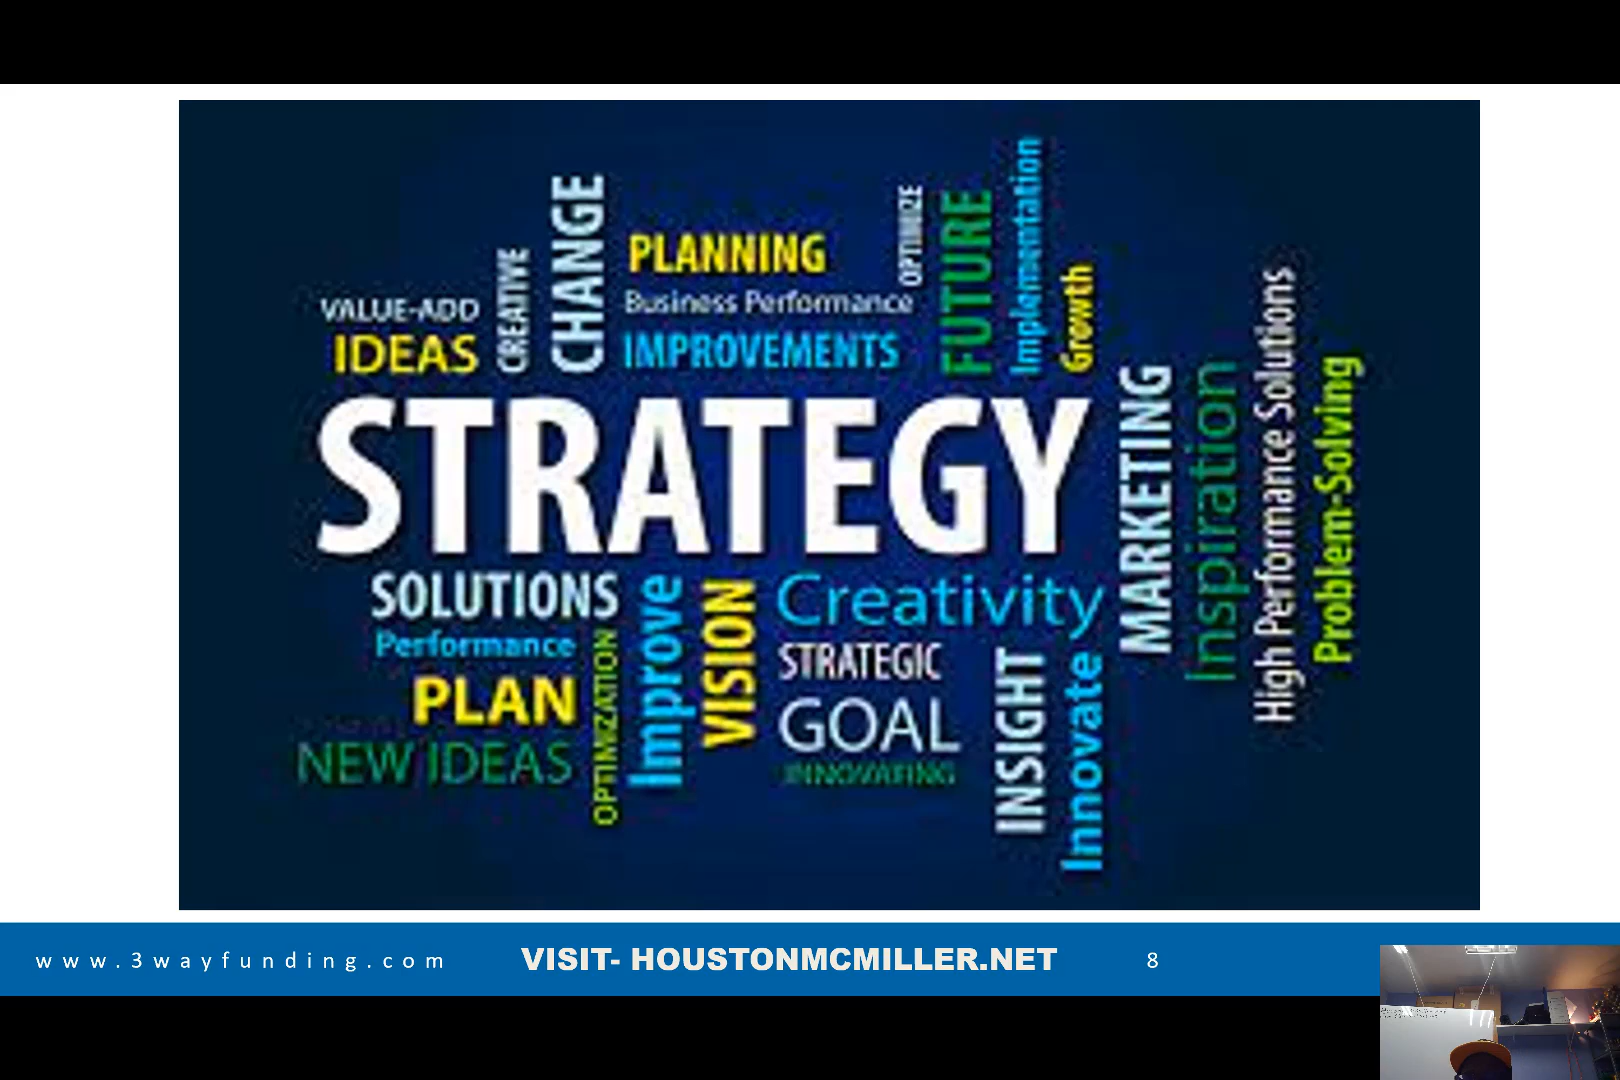 VALUE-ADD
IDEAS
CREATIVE
CHANGE
PLANNING
Business Performance
IMPROVEMENTS
OPTIMIZE
FUTURE
Implementation
Growth
STRATEGY
MARKETING
Inspiration
High Performance Solutions
Problem-Solving
SOLUTIONS
Performance
PLAN
NEW IDEAS
OPTIMIZATION
Improve
VISION
Creativity
STRATEGIC
GOAL
INNOVATING
INSIGHT
Innovate
www.3wayfunding.com
VISIT- HOUSTONMCMILLER.NET
8